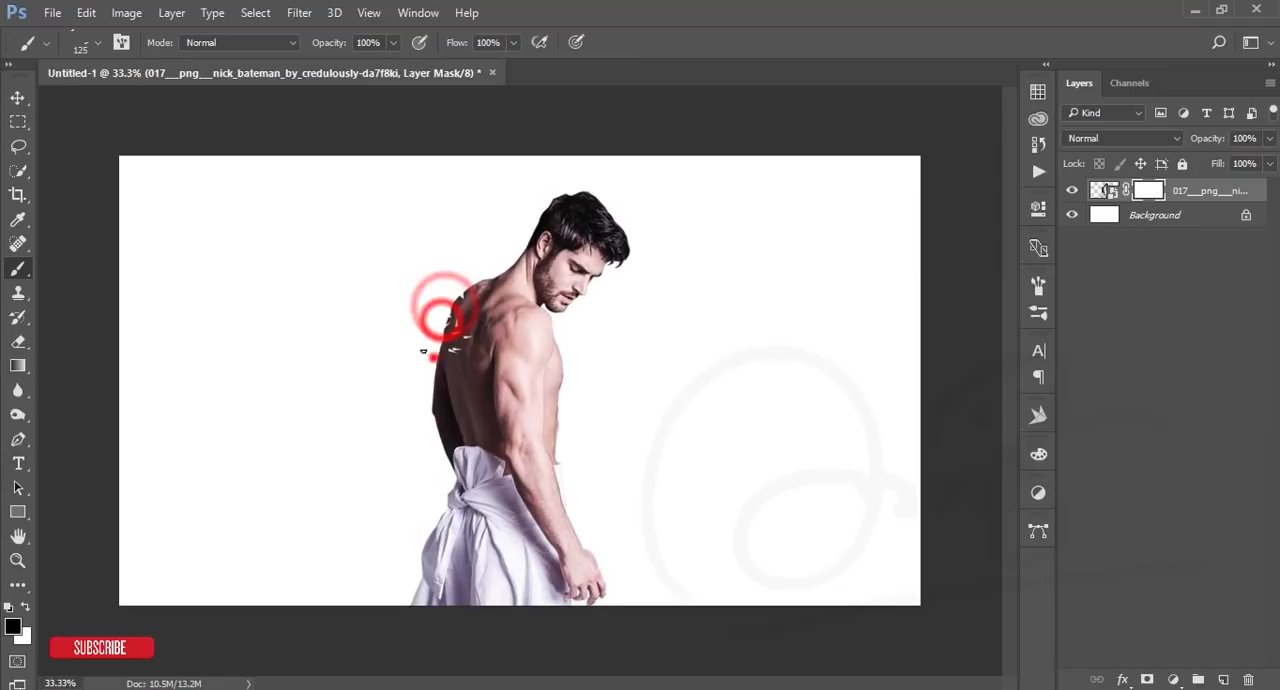 Ps File Edit Image Layer Type Select Filter 3D View Window Help
125 Mode: Normal Opacity: 100% Flow: 100%
Untitled-1 @ 33.3% (017__png__nick_bateman_by_credulously-da7f8ki, Layer Mask/8) *
Layers Channels
Kind
Normal Opacity: 100%
Lock: Fill: 100%
017__png__ni...
Background
SUBSCRIBE
33.33% Doc: 10.5M/13.2M